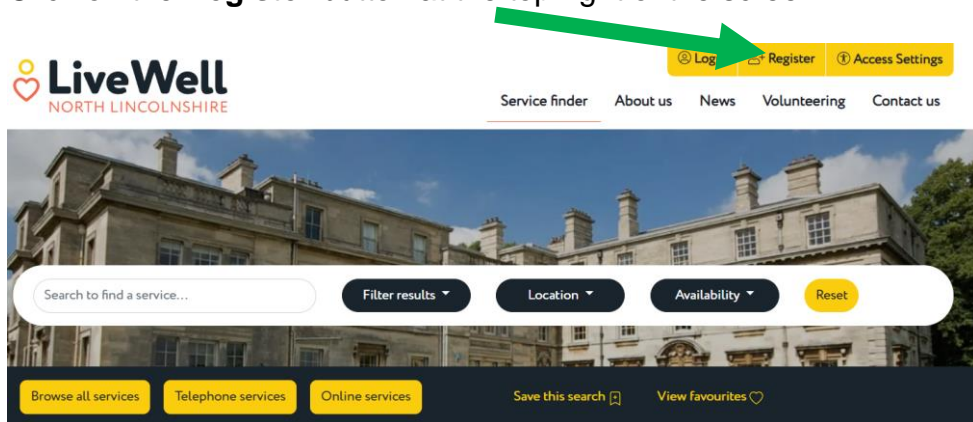 Log
Register
Access Settings
LiveWell
NORTH LINCOLNSHIRE
Service finder
About us
News
Volunteering
Contact us
Search to find a service...
Filter results
Location
Availability
Reset
Browse all services
Telephone services
Online services
Save this search
View favourites